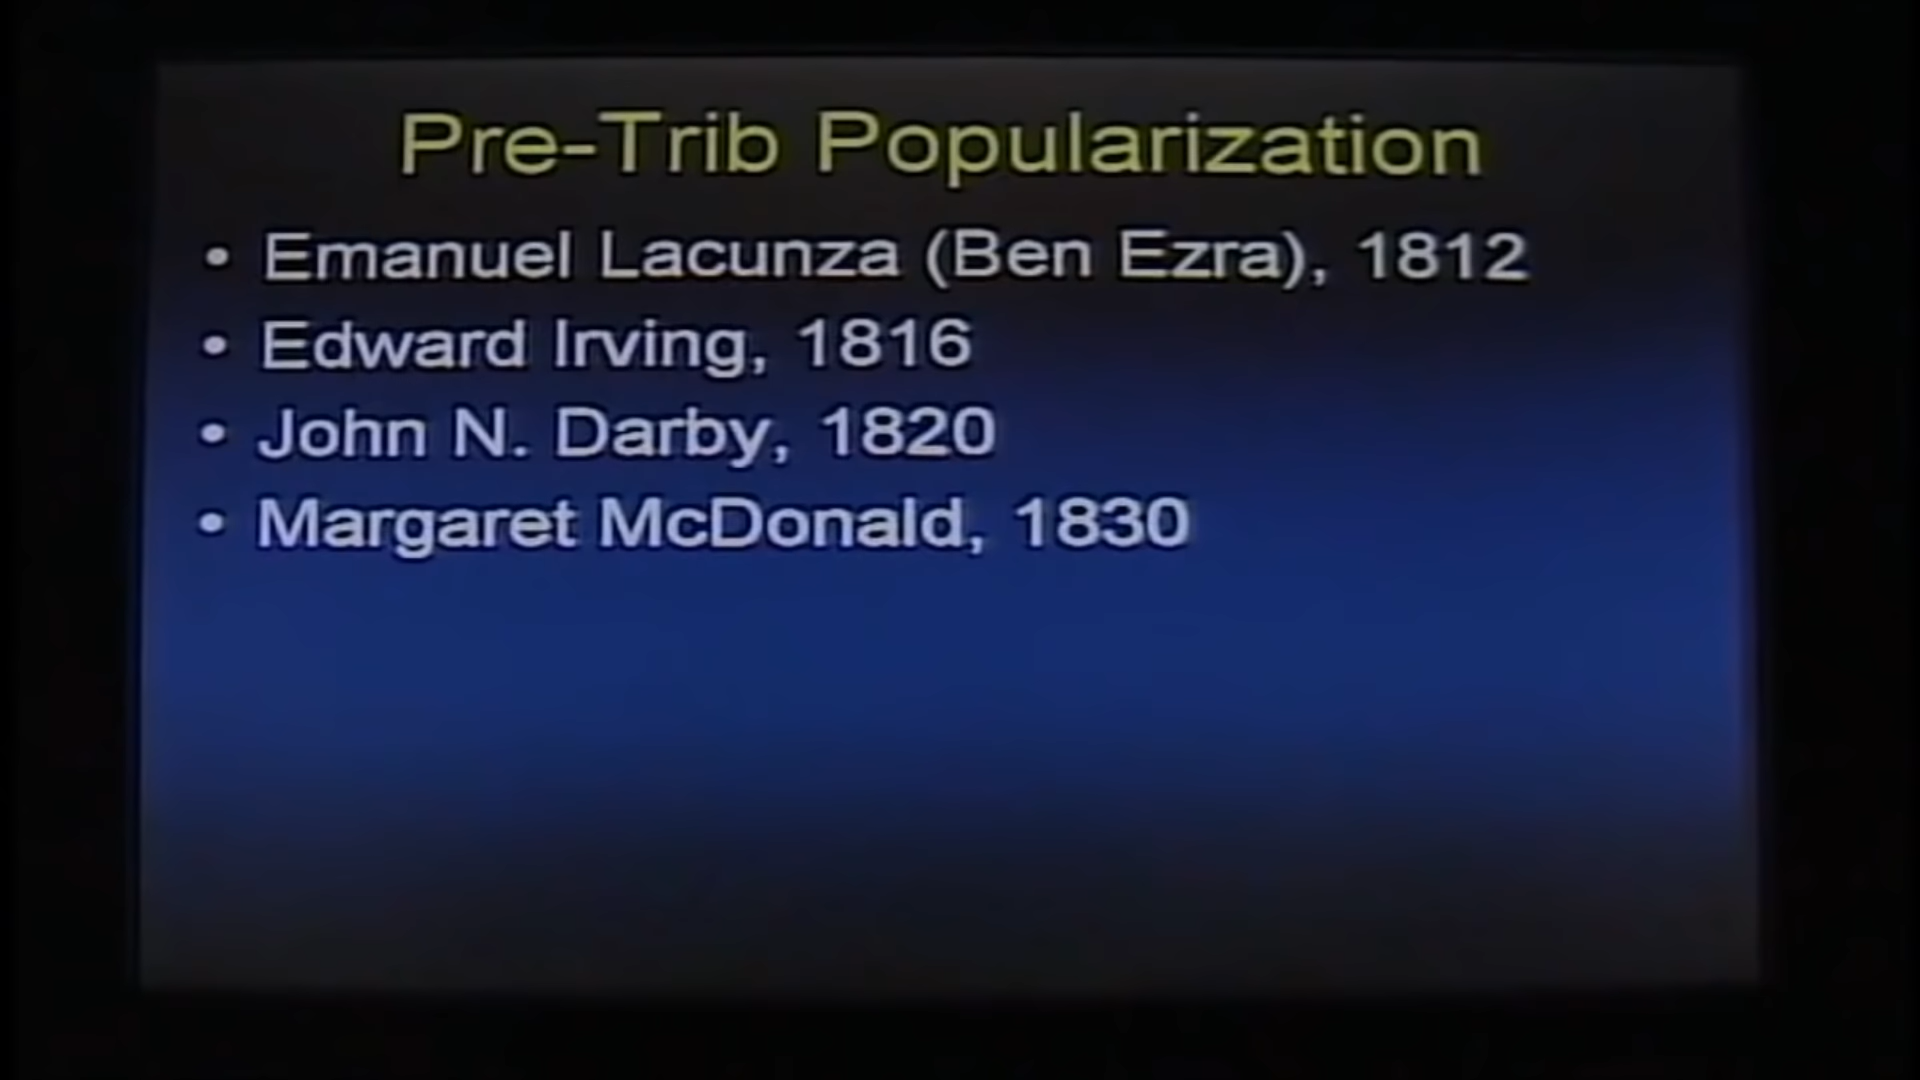 Pre-Trib Popularization
• Emanuel Lacunza (Ben Ezra), 1812
• Edward Irving, 1816
• John N. Darby, 1820
• Margaret McDonald, 1830